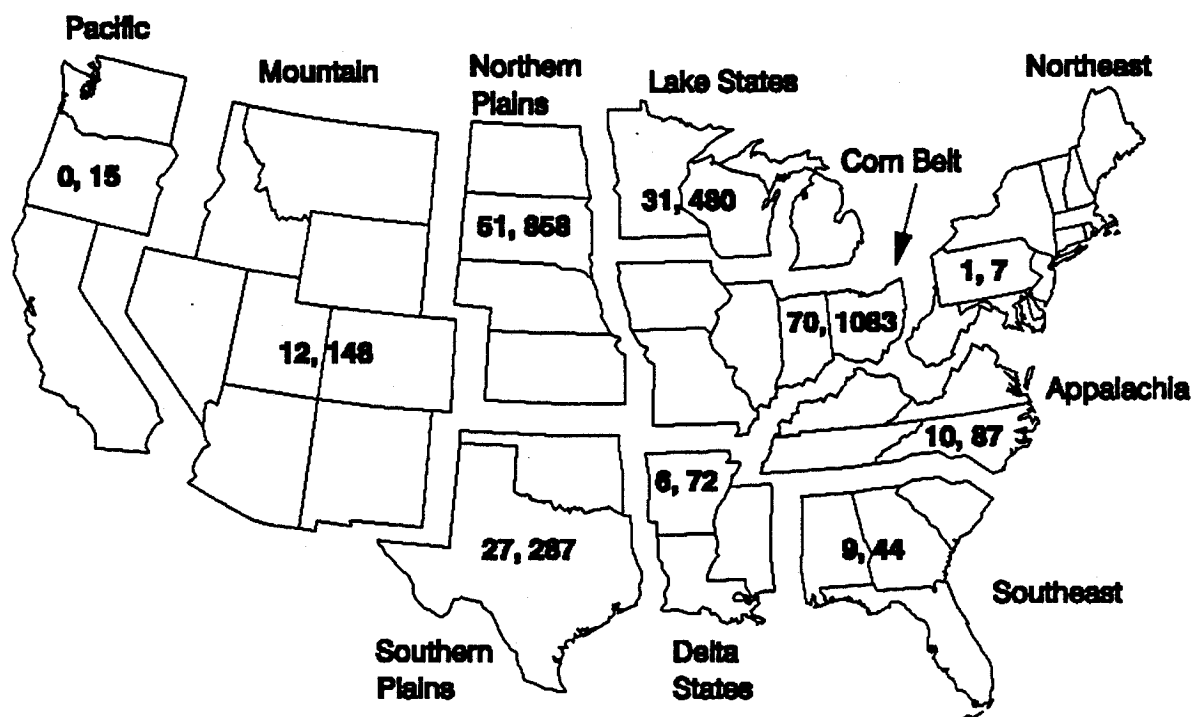 Pacific
Mountain
Northern
Plains
Lake States
Northeast
Corn Belt
0, 15
31, 480
51, 858
1, 7
70, 1083
12, 148
Appalachia
10, 87
6, 72
27, 287
9, 44
Southeast
Southern
Plains
Delta
States